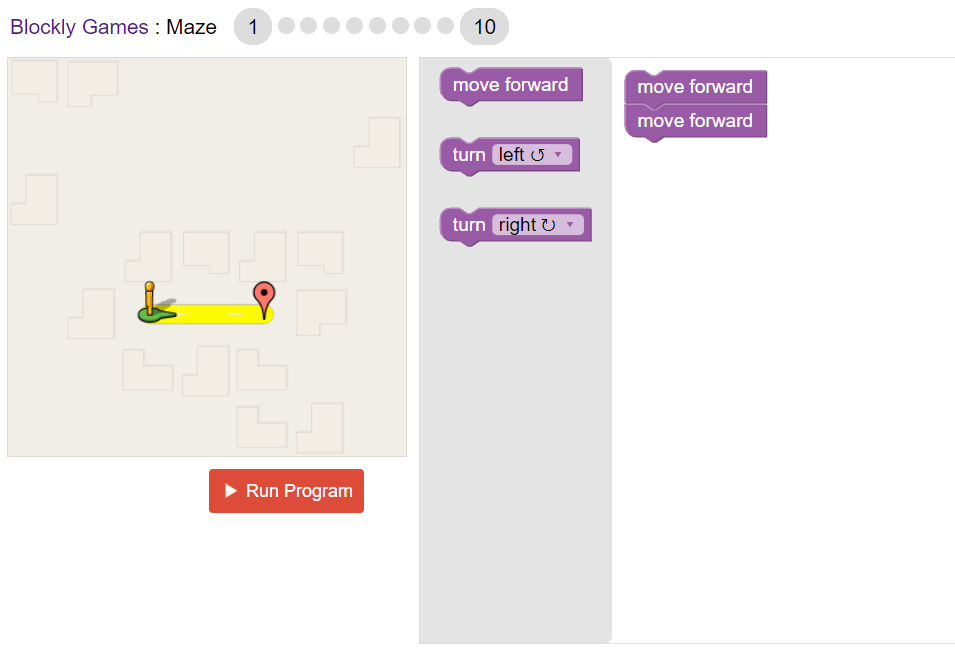 Blockly Games : Maze 1 10
move forward
turn left ↺ ▾
turn right ↻ ▾
move forward
move forward
Run Program